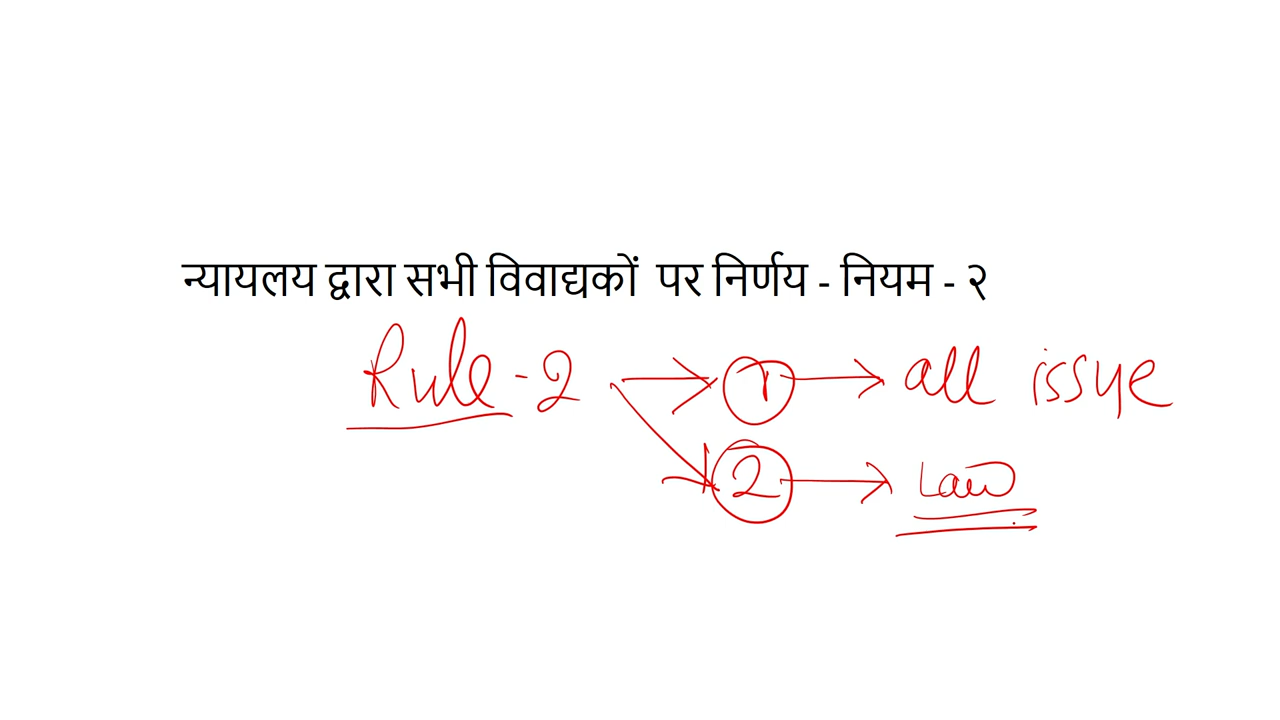 न्यायलय द्वारा सभी विवाद्यकों पर निर्णय - नियम - २
Rule - 2 → 1 → all issue
2 → Law